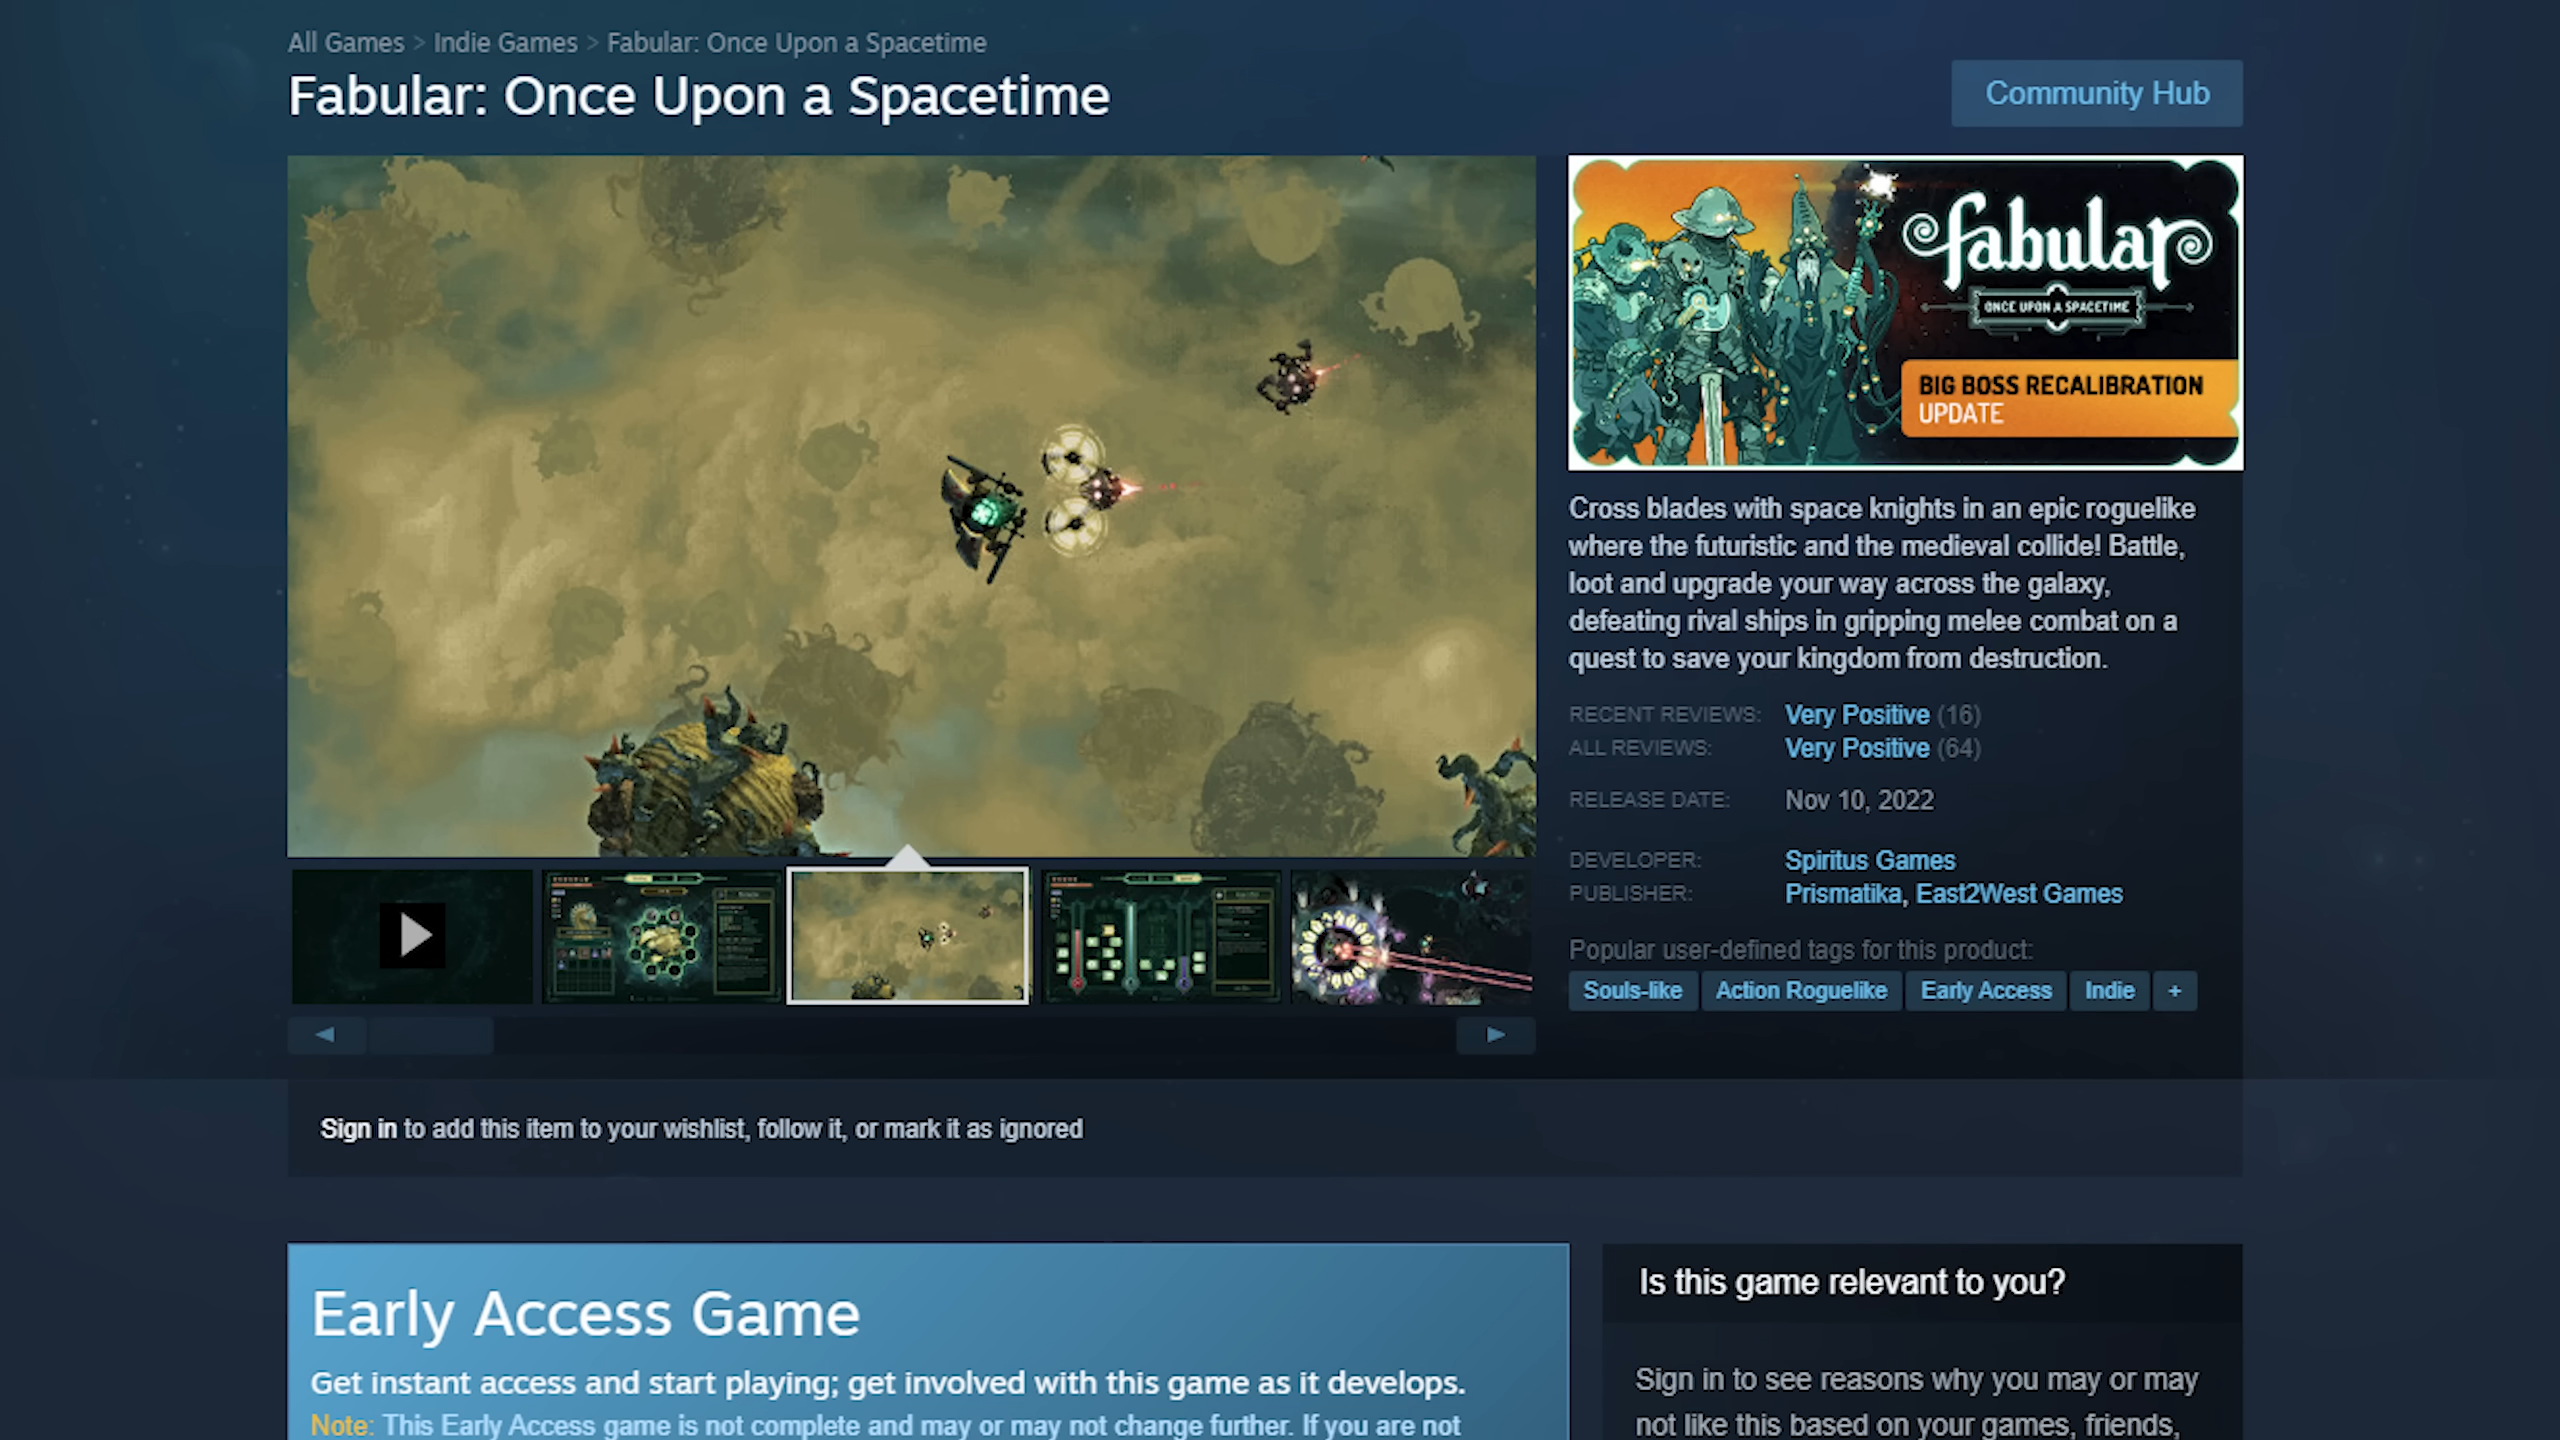 All Games > Indie Games > Fabular: Once Upon a Spacetime
Fabular: Once Upon a Spacetime
Community Hub
fabular
ONCE UPON A SPACETIME
BIG BOSS RECALIBRATION
UPDATE
Cross blades with space knights in an epic roguelike
where the futuristic and the medieval collide! Battle,
loot and upgrade your way across the galaxy,
defeating rival ships in gripping melee combat on a
quest to save your kingdom from destruction.
RECENT REVIEWS: Very Positive (16)
ALL REVIEWS: Very Positive (64)
RELEASE DATE: Nov 10, 2022
DEVELOPER: Spiritus Games
PUBLISHER: Prismatika, East2West Games
Popular user-defined tags for this product:
Souls-like Action Roguelike Early Access Indie +
Sign in to add this item to your wishlist, follow it, or mark it as ignored
Early Access Game
Get instant access and start playing; get involved with this game as it develops.
Note: This Early Access game is not complete and may or may not change further. If you are not
Is this game relevant to you?
Sign in to see reasons why you may or may
not like this based on your games, friends,